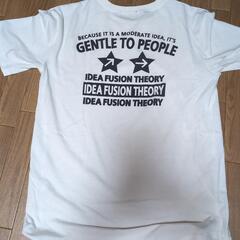 BECAUSE IT IS A MODERATE IDEA, IT'S
GENTLE TO PEOPLE
IDEA FUSION THEORY
IDEA FUSION THEORY
IDEA FUSION THEORY